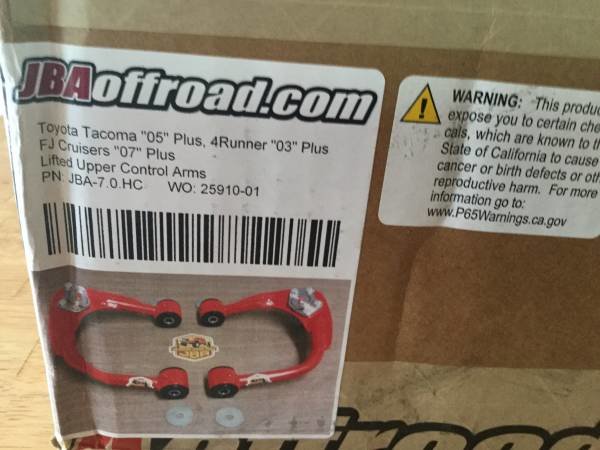 JBAoffroad.com
Toyota Tacoma "05" Plus, 4Runner "03" Plus
FJ Cruisers "07" Plus
Lifted Upper Control Arms
PN: JBA-7.0.HC WO: 25910-01
JBA
WARNING: This produc
expose you to certain che
cals, which are known to th
State of California to cause
cancer or birth defects or oth
reproductive harm. For more
information go to:
www.P65Warnings.ca.gov
offroad